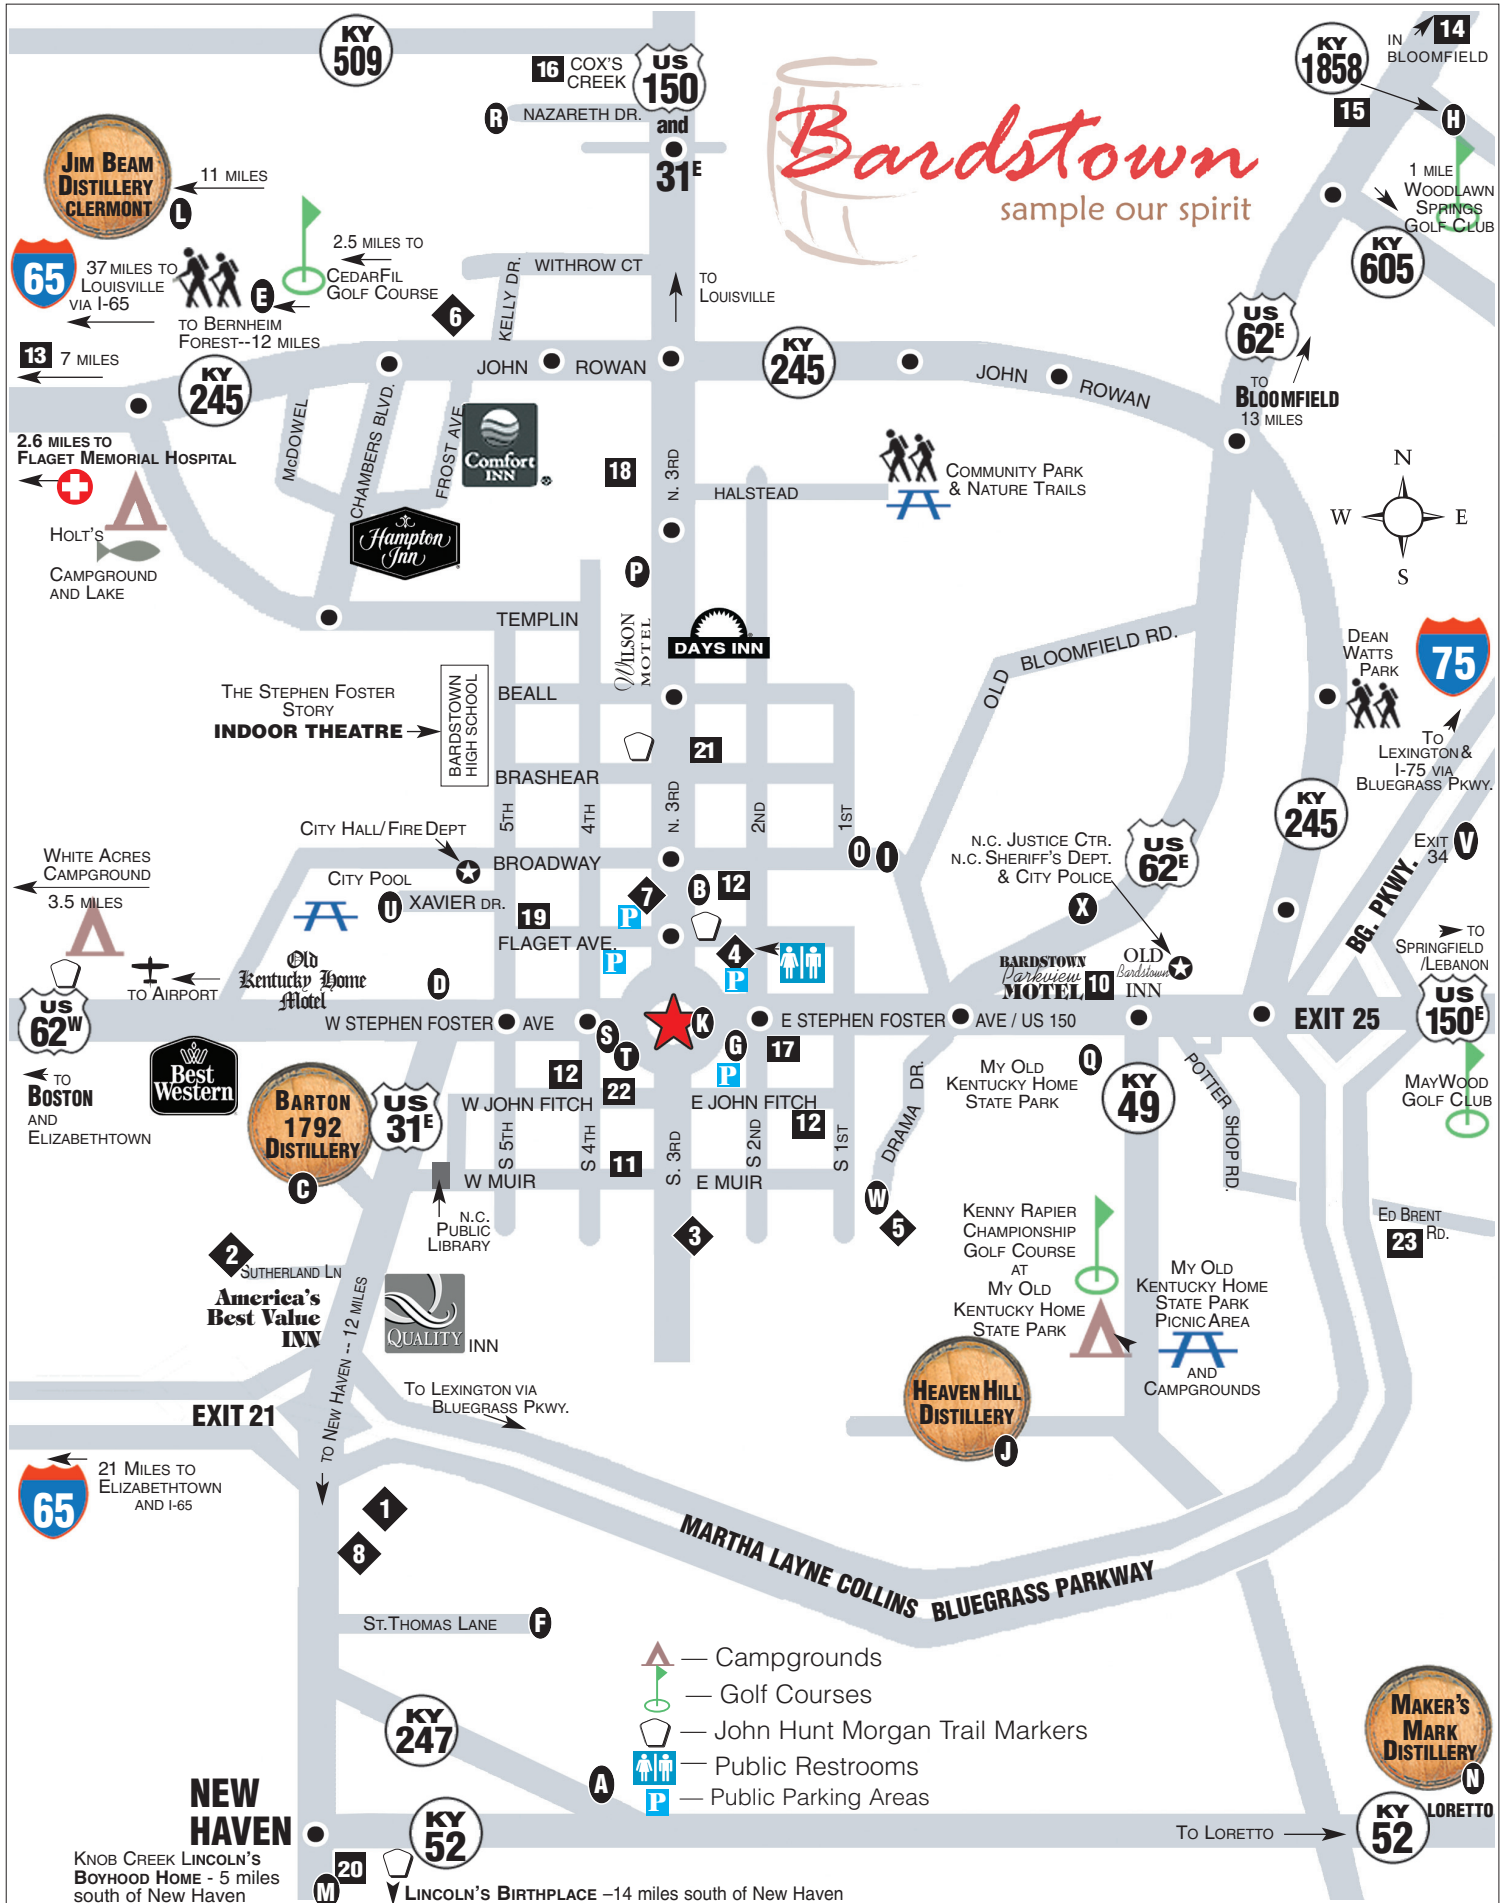 KY
509
16
COX'S
CREEK
US
150
and
31E
R
NAZARETH DR.
Bardstown
sample our spirit
KY
1858
IN
BLOOMFIELD
14
15
H
1 MILE
WOODLAWN
SPRINGS
GOLF CLUB
KY
605
JIM BEAM
DISTILLERY
CLERMONT
L
11 MILES
65
37 MILES TO
LOUISVILLE
VIA I-65
E
2.5 MILES TO
CEDARFIL
GOLF COURSE
TO BERNHEIM
FOREST--12 MILES
13
7 MILES
KY
245
6
KELLY DR.
WITHROW CT
TO
LOUISVILLE
JOHN
ROWAN
KY
245
JOHN
ROWAN
US
62E
TO
BLOOMFIELD
13 MILES
2.6 MILES TO
FLAGET MEMORIAL HOSPITAL
HOLT'S
CAMPGROUND
AND LAKE
McDOWEL
CHAMBERS BLVD.
FROST AVE
Comfort
INN
Hampton
Inn
18
N. 3RD
HALSTEAD
COMMUNITY PARK
& NATURE TRAILS
N
W
E
S
P
TEMPLIN
WILSON
MOTEL
DAYS INN
OLD
BLOOMFIELD RD.
DEAN
WATTS
PARK
75
TO
LEXINGTON &
I-75 VIA
BLUEGRASS PKWY.
THE STEPHEN FOSTER
STORY
INDOOR THEATRE
BARDSTOWN
HIGH SCHOOL
BEALL
21
BRASHEAR
5TH
4TH
N. 3RD
2ND
1ST
CITY HALL/FIRE DEPT
BROADWAY
O
I
N.C. JUSTICE CTR.
N.C. SHERIFF'S DEPT.
& CITY POLICE
US
62E
KY
245
EXIT
34
V
BG. PKWY.
WHITE ACRES
CAMPGROUND
3.5 MILES
CITY POOL
U
XAVIER DR.
19
7
B
12
P
FLAGET AVE.
P
4
P
X
TO
SPRINGFIELD
/LEBANON
US
150E
TO AIRPORT
Old
Kentucky Home
Motel
D
BARDSTOWN
Parkview
MOTEL
10
OLD
Bardstown
INN
US
62W
W STEPHEN FOSTER
AVE
K
E STEPHEN FOSTER
AVE / US 150
EXIT 25
S
T
G
17
P
TO
BOSTON
AND
ELIZABETHTOWN
Best
Western
BARTON
1792
DISTILLERY
C
US
31E
12
22
W JOHN FITCH
E JOHN FITCH
12
S 5TH
S 4TH
S. 3RD
S 2ND
S 1ST
11
W MUIR
E MUIR
DRAMA DR.
W
5
3
MY OLD
KENTUCKY HOME
STATE PARK
Q
KY
49
POTTER SHOP RD.
MAYWOOD
GOLF CLUB
N.C.
PUBLIC
LIBRARY
2
SUTHERLAND LN
America's
Best Value
INN
QUALITY
INN
KENNY RAPIER
CHAMPIONSHIP
GOLF COURSE
AT
MY OLD
KENTUCKY HOME
STATE PARK
MY OLD
KENTUCKY HOME
STATE PARK
PICNIC AREA
AND
CAMPGROUNDS
ED BRENT
RD.
23
HEAVEN HILL
DISTILLERY
J
TO NEW HAVEN -- 12 MILES
TO LEXINGTON VIA
BLUEGRASS PKWY.
EXIT 21
65
21 MILES TO
ELIZABETHTOWN
AND I-65
1
8
MARTHA LAYNE COLLINS
BLUEGRASS PARKWAY
ST. THOMAS LANE
F
— Campgrounds
— Golf Courses
— John Hunt Morgan Trail Markers
— Public Restrooms
P — Public Parking Areas
KY
247
A
NEW
HAVEN
KY
52
TO LORETTO
KY
52
MAKER'S
MARK
DISTILLERY
N
LORETTO
KNOB CREEK LINCOLN'S
BOYHOOD HOME - 5 miles
south of New Haven
M
20
LINCOLN'S BIRTHPLACE –14 miles south of New Haven